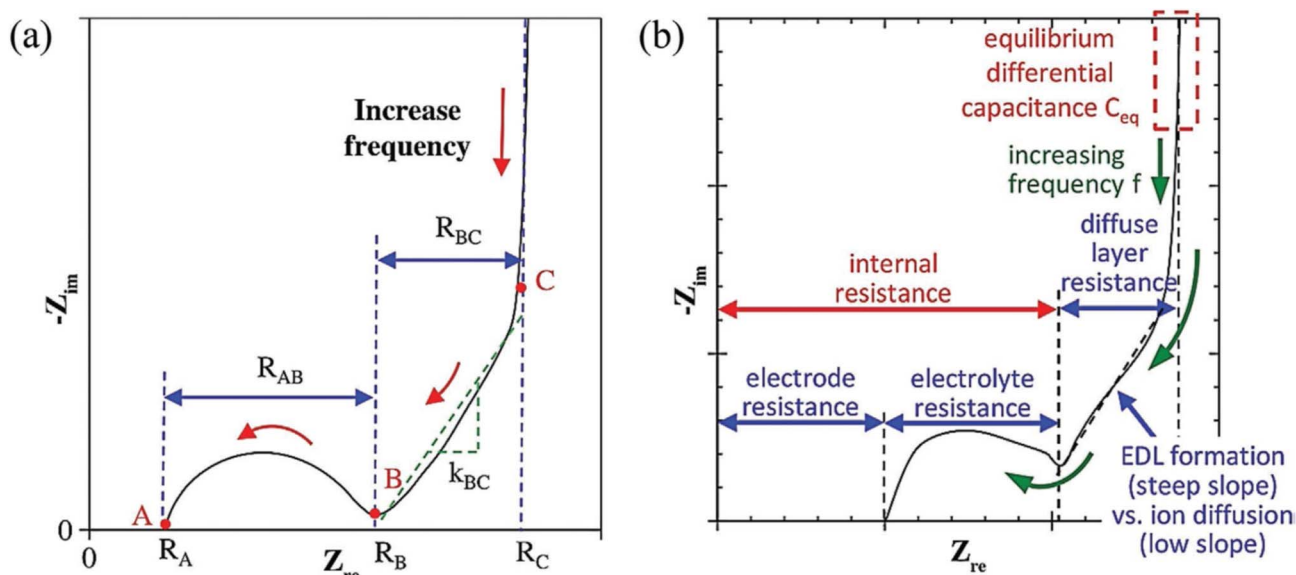 (a)
Increase
frequency
R_BC
C
-Z_im
R_AB
B
k_BC
A
0
0
R_A
Z_re
R_B
R_C
(b)
equilibrium
differential
capacitance C_eq
increasing
frequency f
diffuse
layer
resistance
internal
resistance
-Z_im
electrode
resistance
electrolyte
resistance
EDL formation
(steep slope)
vs. ion diffusion
(low slope)
Z_re